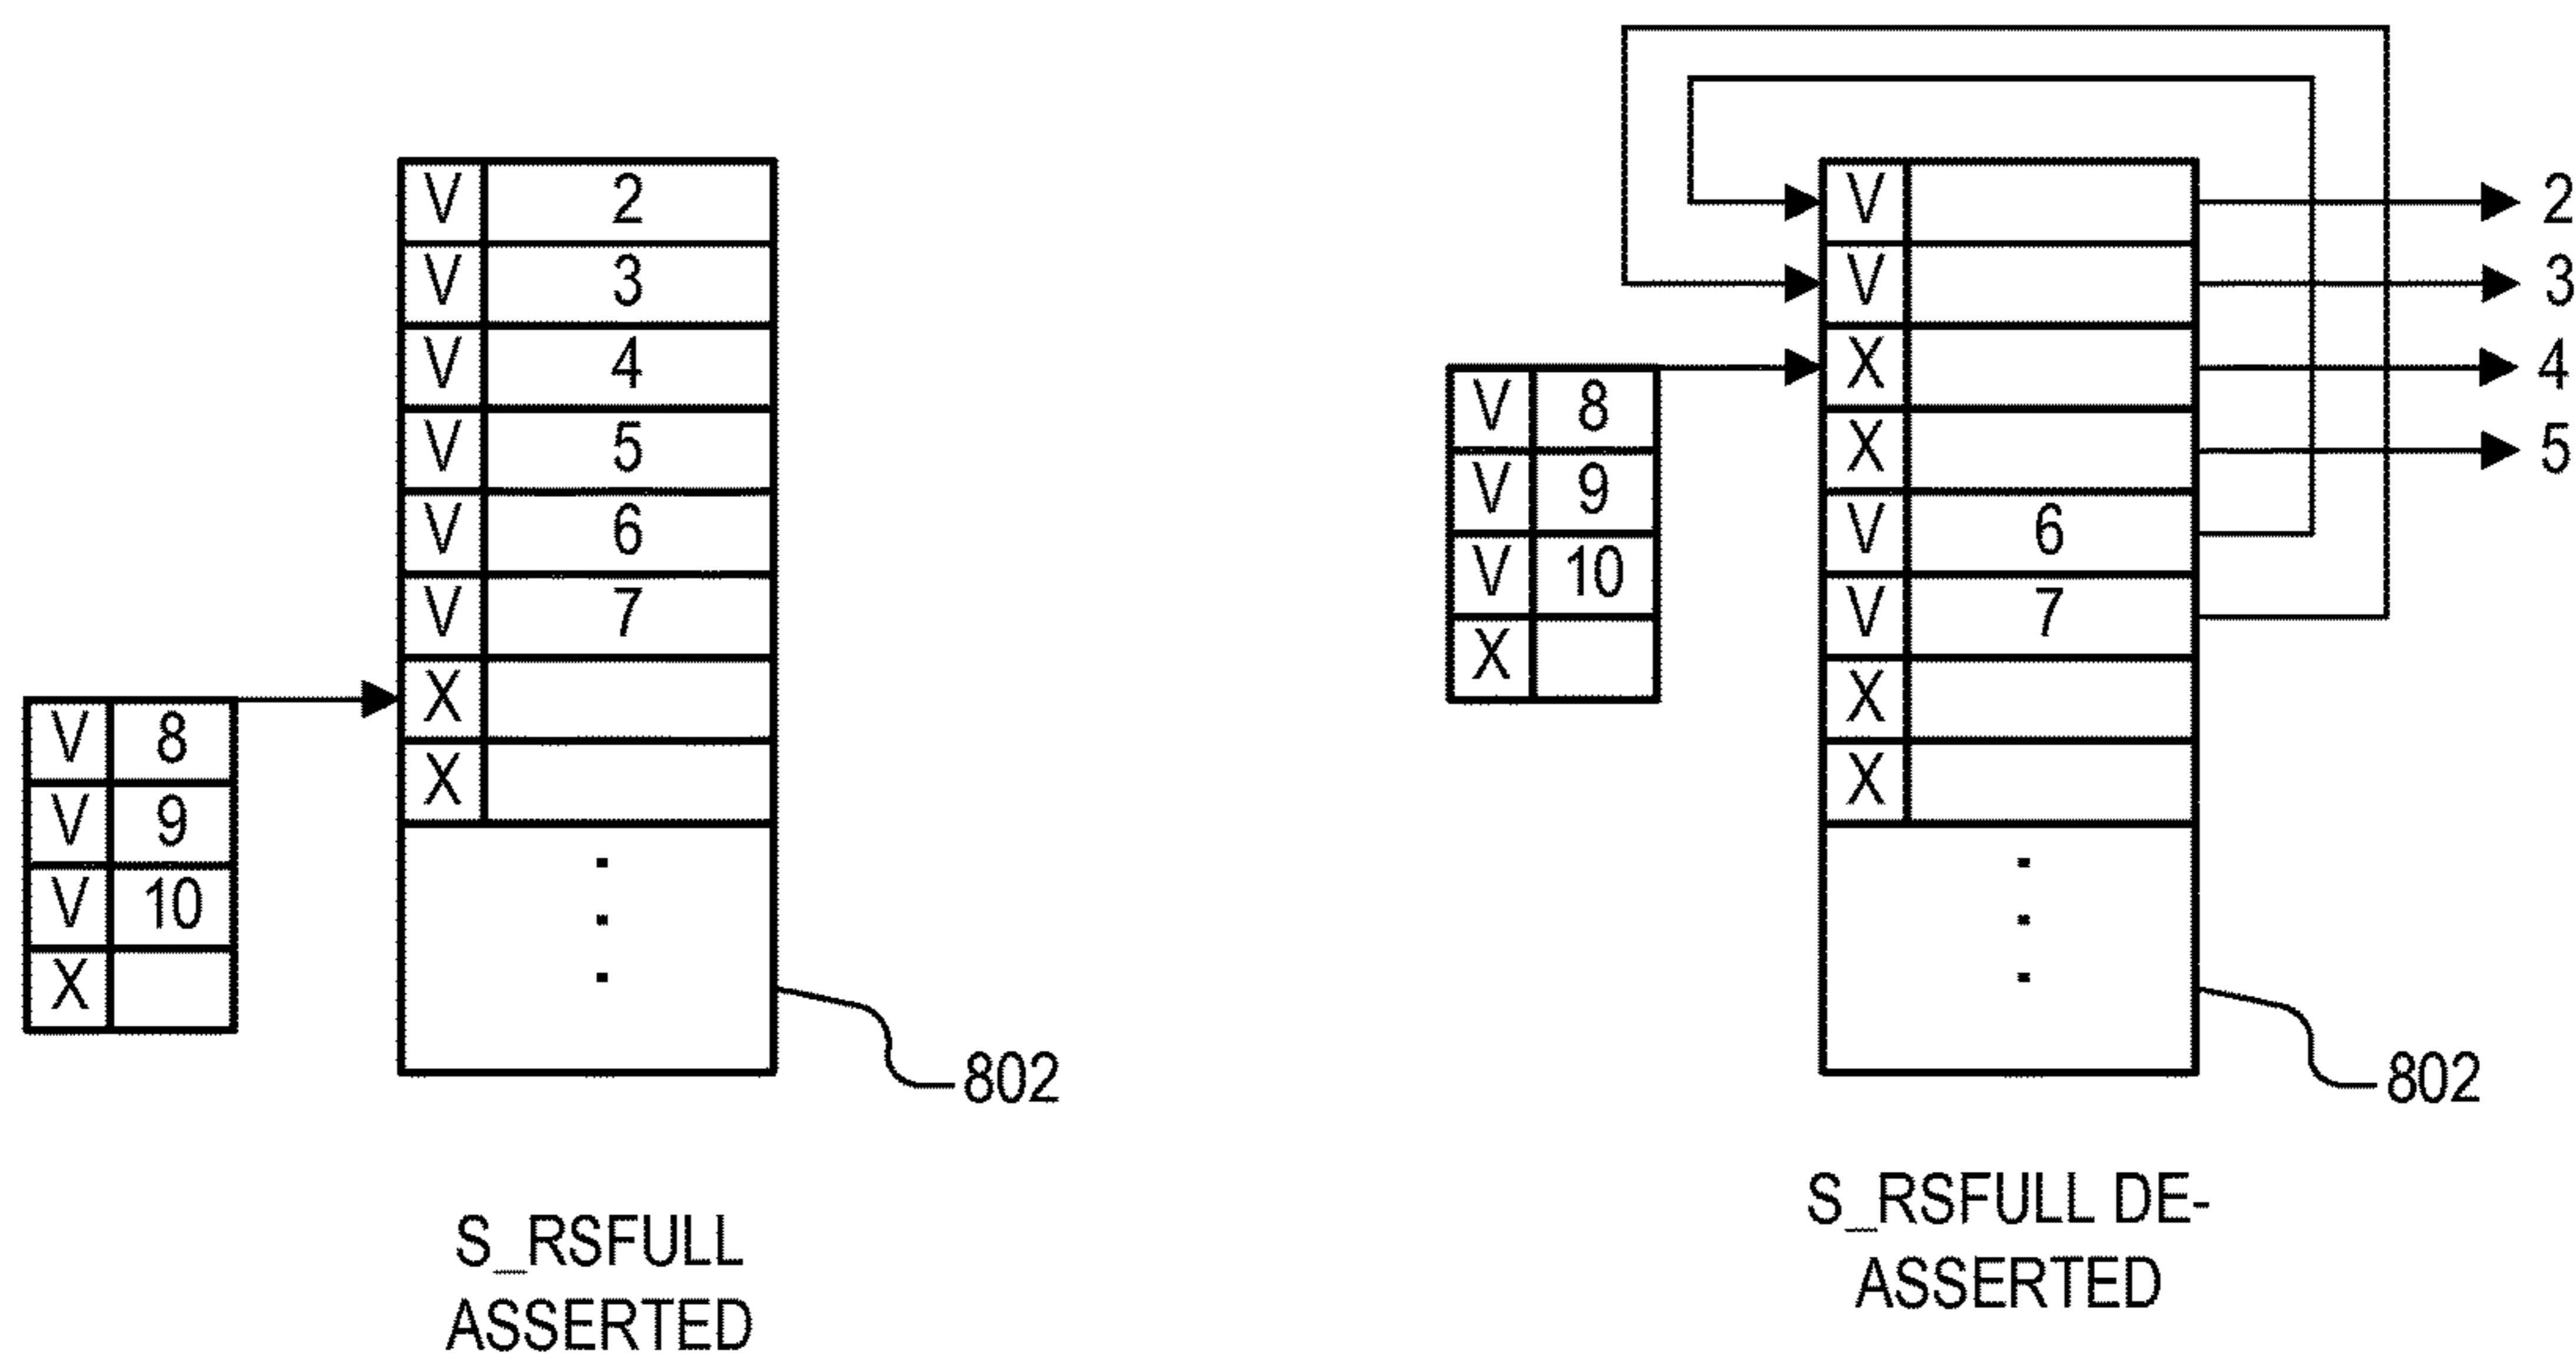 V 2
V 3
V 4
V 5
V 6
V 7
X
X
V 8
V 9
V 10
X
802
S_RSFULL
ASSERTED
V 2
V 3
X 4
X 5
V 6
V 7
X
X
V 8
V 9
V 10
X
802
S_RSFULL DE-
ASSERTED